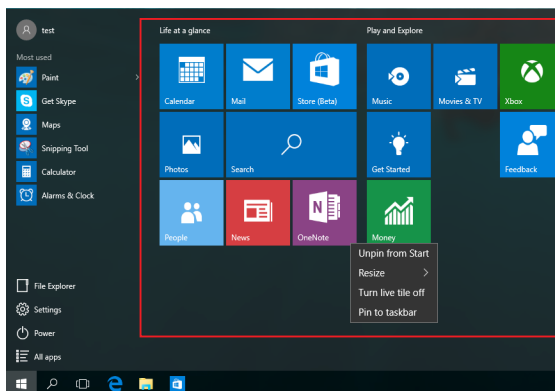 test
Most used
Paint
Get Skype
Maps
Snipping Tool
Calculator
Alarms & Clock
File Explorer
Settings
Power
All apps
Life at a glance
Calendar
Mail
Store (Beta)
Photos
Search
People
News
N
OneNote
Play and Explore
Music
Movies & TV
Xbox
Get Started
Feedback
Money
Unpin from Start
Resize
Turn live tile off
Pin to taskbar